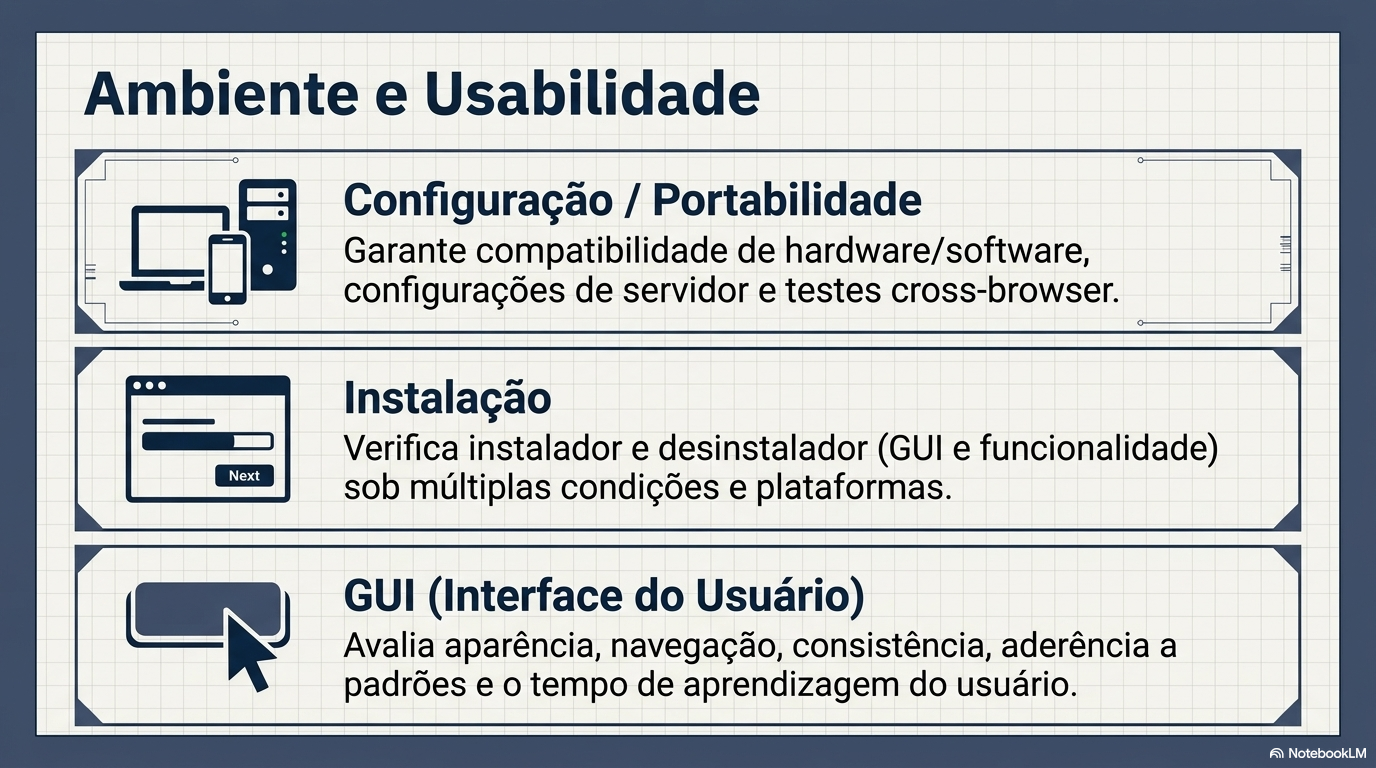 Ambiente e Usabilidade
Configuração / Portabilidade
Garante compatibilidade de hardware/software,
configurações de servidor e testes cross-browser.
Instalação
Verifica instalador e desinstalador (GUI e funcionalidade)
sob múltiplas condições e plataformas.
Next
GUI (Interface do Usuário)
Avalia aparência, navegação, consistência, aderência a
padrões e o tempo de aprendizagem do usuário.
NotebookLM